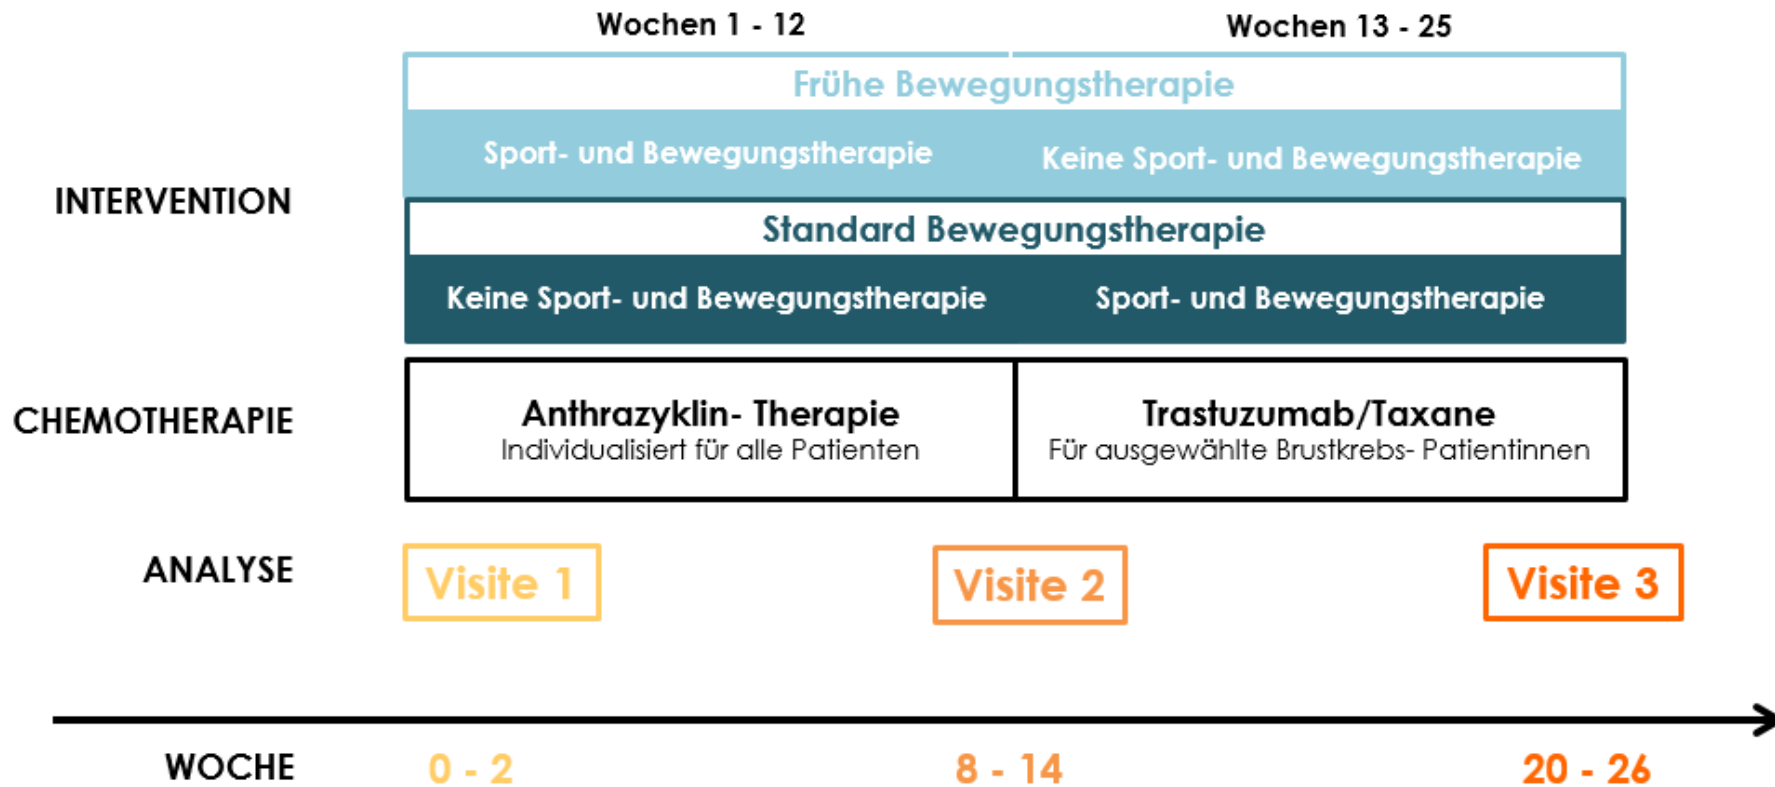 Wochen 1 - 12
Wochen 13 - 25
Frühe Bewegungstherapie
Sport- und Bewegungstherapie
Keine Sport- und Bewegungstherapie
INTERVENTION
Standard Bewegungstherapie
Keine Sport- und Bewegungstherapie
Sport- und Bewegungstherapie
CHEMOTHERAPIE
Anthrazyklin- Therapie
Individualisiert für alle Patienten
Trastuzumab/Taxane
Für ausgewählte Brustkrebs- Patientinnen
ANALYSE
Visite 1
Visite 2
Visite 3
WOCHE
0 - 2
8 - 14
20 - 26